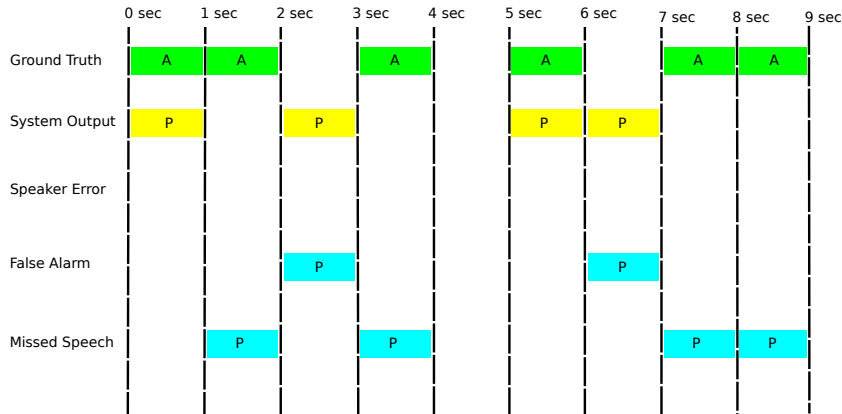 0 sec 1 sec 2 sec 3 sec 4 sec 5 sec 6 sec 7 sec 8 sec 9 sec
Ground Truth A A A A A A
System Output P P P P
Speaker Error
False Alarm P P
Missed Speech P P P P